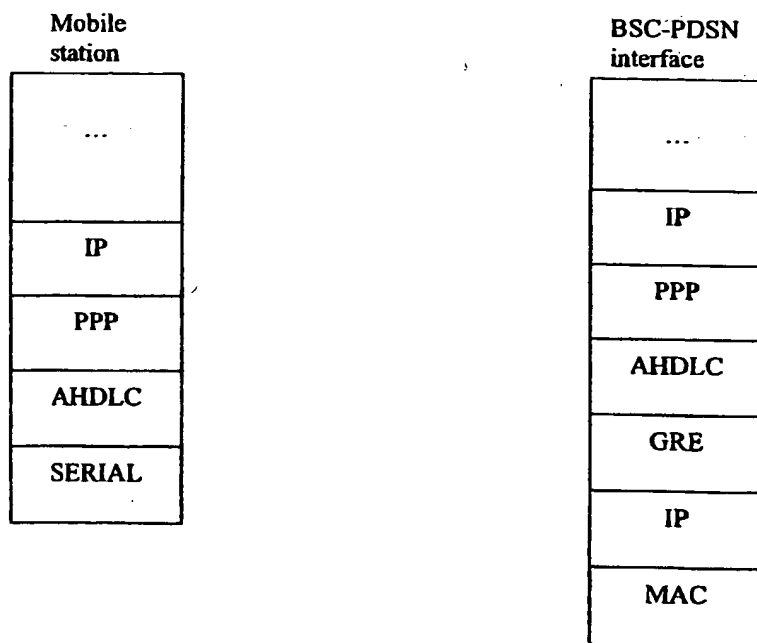 Mobile
station
...
IP
PPP
AHDLC
SERIAL
BSC-PDSN
interface
...
IP
PPP
AHDLC
GRE
IP
MAC